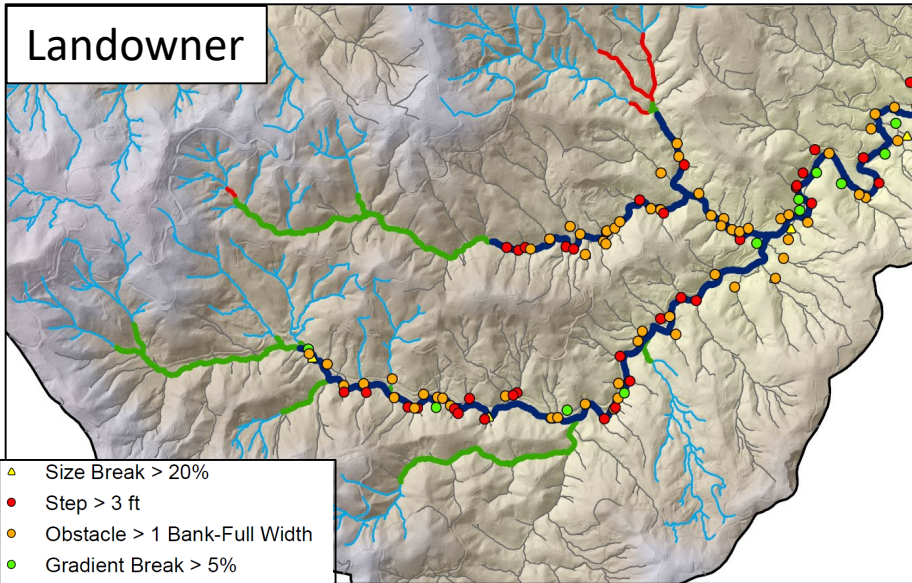 Landowner
Size Break > 20%
Step > 3 ft
Obstacle > 1 Bank-Full Width
Gradient Break > 5%